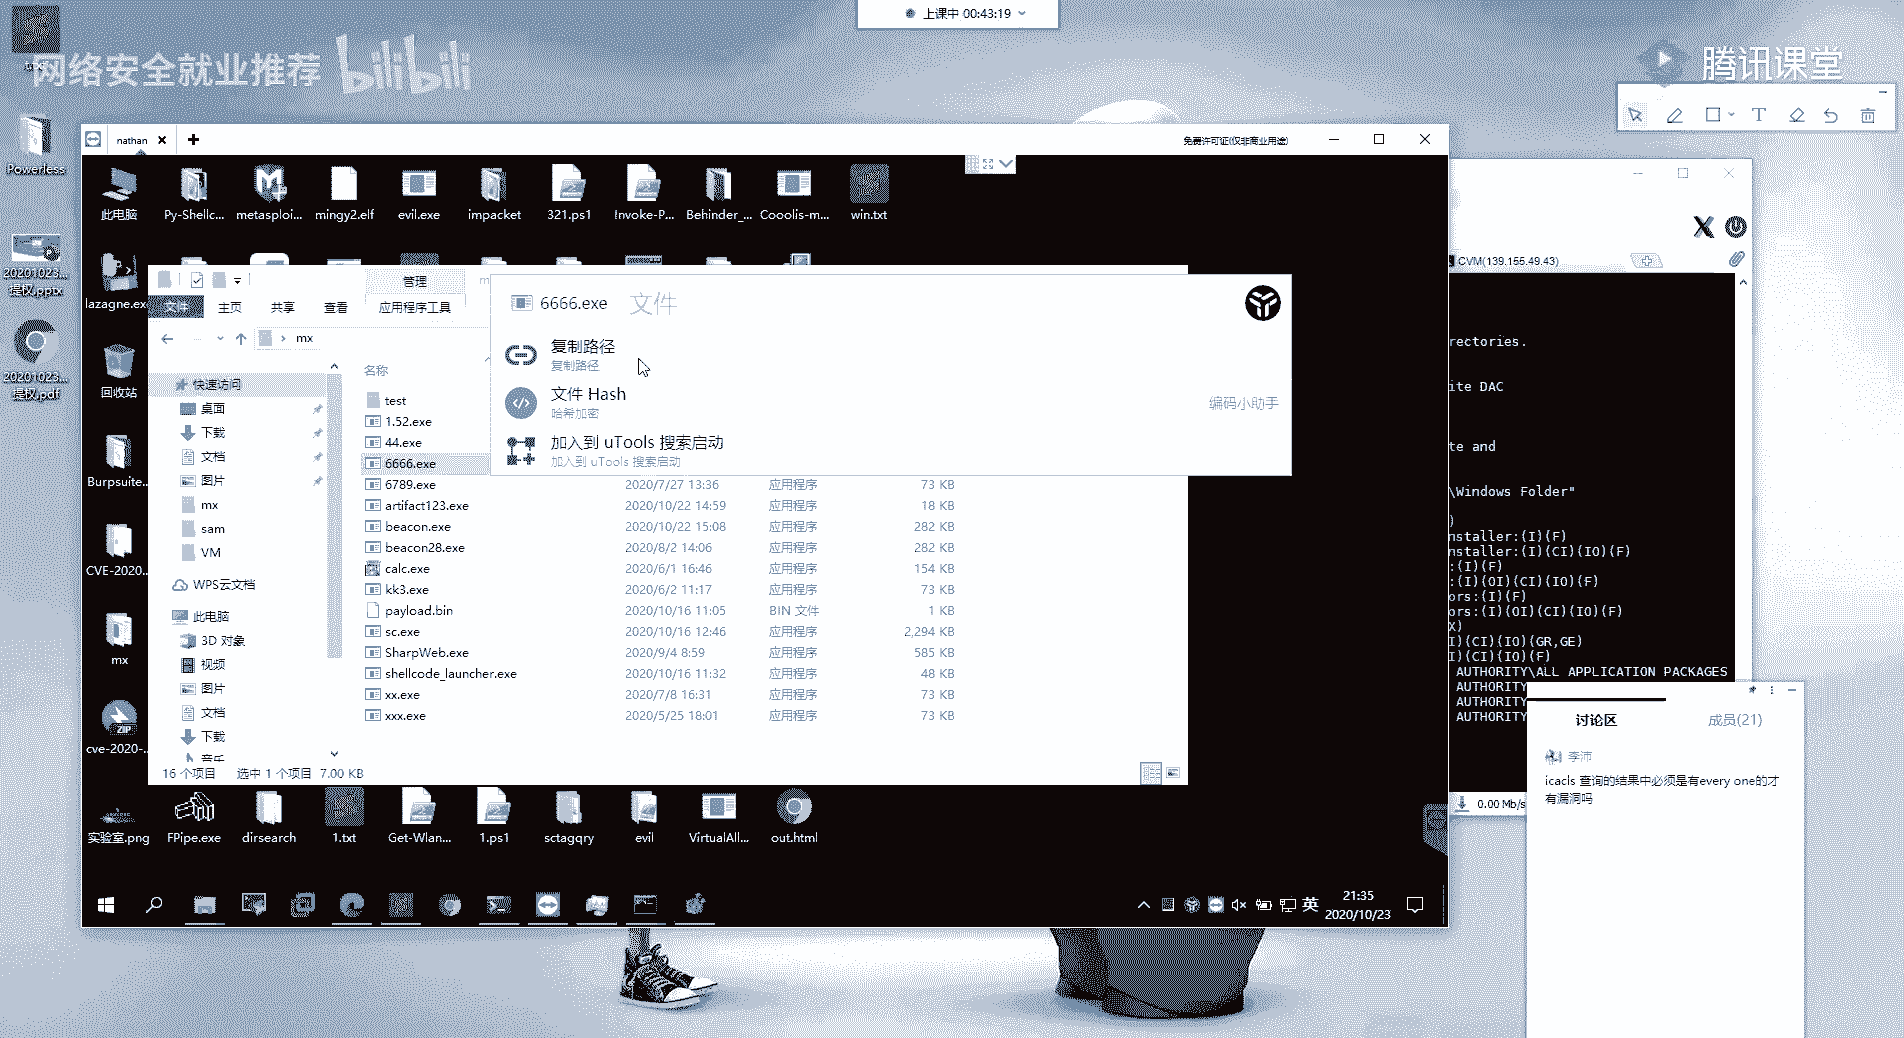 上课中 00:43:19
网络安全就业推荐 bilibili
腾讯课堂
T
Powerless
20201023...
提权.pptx
20201023...
提权.pdf
nathan
免费许可证(仅非商业用途)
此电脑
Py-Shellc...
metasploi...
mingy2.elf
evil.exe
impacket
321.ps1
Invoke-P...
Behinder_...
Cooolis-m...
win.txt
lazagne.ex
回收站
Burpsuite..
CVE-2020..
mx
cve-2020-..
ZIP
管理
文件
主页
共享
查看
应用程序工具
mx
快速访问
桌面
下载
文档
图片
mx
sam
VM
WPS云文档
此电脑
3D 对象
视频
图片
文档
下载
音乐
名称
test
1.52.exe
44.exe
6666.exe
6789.exe 2020/7/27 13:36 应用程序 73 KB
artifact123.exe 2020/10/22 14:59 应用程序 18 KB
beacon.exe 2020/10/22 15:08 应用程序 282 KB
beacon28.exe 2020/8/2 14:06 应用程序 282 KB
calc.exe 2020/6/1 16:46 应用程序 154 KB
kk3.exe 2020/6/2 11:17 应用程序 73 KB
payload.bin 2020/10/16 11:05 BIN 文件 1 KB
sc.exe 2020/10/16 12:46 应用程序 2,294 KB
SharpWeb.exe 2020/9/4 8:59 应用程序 585 KB
shellcode_launcher.exe 2020/10/16 11:32 应用程序 48 KB
xx.exe 2020/7/8 16:31 应用程序 73 KB
xxx.exe 2020/5/25 18:01 应用程序 73 KB
16 个项目 选中 1 个项目 7.00 KB
6666.exe 文件
复制路径
复制路径
文件 Hash
哈希加密
编码小助手
加入到 uTools 搜索启动
加入到 uTools 搜索启动
实验室.png
FPipe.exe
dirsearch
1.txt
Get-Wlan...
1.ps1
sctagqry
evil
VirtualAll...
out.html
英
21:35
2020/10/23
CVM(139.155.49.43)
rectories.
ite DAC
te and
\Windows Folder"
)
nstaller:(I)(F)
nstaller:(I)(CI)(IO)(F)
:(I)(F)
:(I)(OI)(CI)(IO)(F)
ors:(I)(F)
ors:(I)(OI)(CI)(IO)(F)
X)
I)(CI)(IO)(GR,GE)
I)(CI)(IO)(F)
AUTHORITY\ALL APPLICATION PACKAGES
AUTHORITY
AUTHORITY
AUTHORITY
0.00 Mb/s
讨论区
成员(21)
李沛
icacls 查询的结果中必须是有every one的才
有漏洞吗